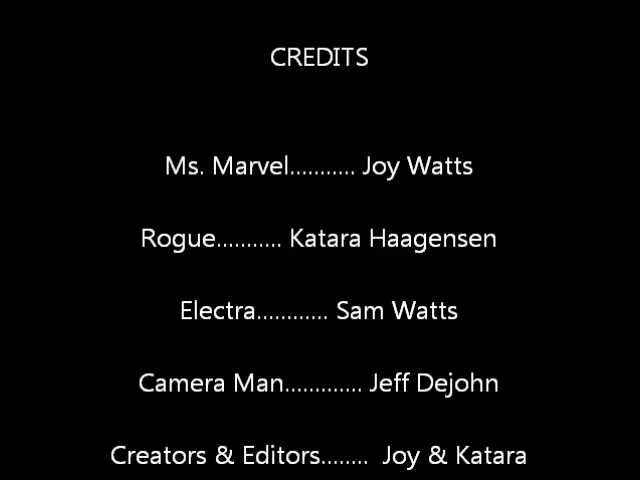 CREDITS
Ms. Marvel........... Joy Watts
Rogue........... Katara Haagensen
Electra............ Sam Watts
Camera Man............. Jeff Dejohn
Creators & Editors........ Joy & Katara